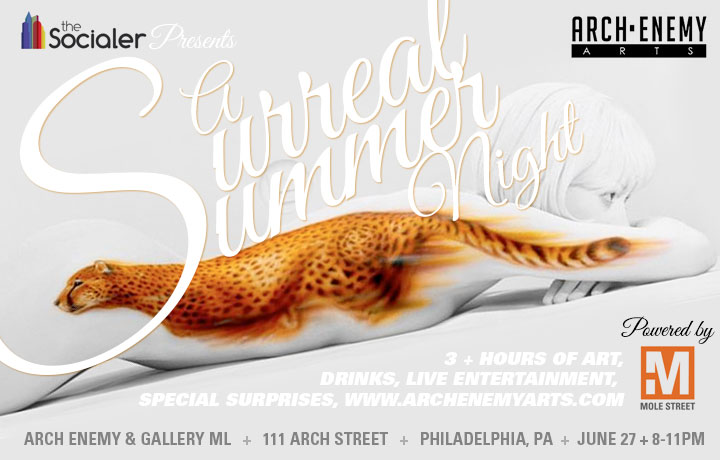 the
Socialer Presents
ARCH•ENEMY
ARTS
A Surreal
Summer
Night
Powered by
M
MOLE STREET
3 + HOURS OF ART,
DRINKS, LIVE ENTERTAINMENT,
SPECIAL SURPRISES, WWW.ARCHENEMYARTS.COM
ARCH ENEMY & GALLERY ML + 111 ARCH STREET + PHILADELPHIA, PA + JUNE 27 + 8-11PM